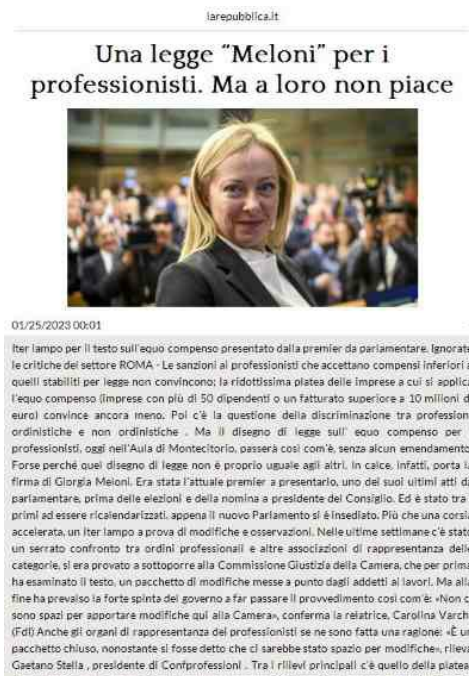 larepubblica.it
Una legge “Meloni” per i
professionisti. Ma a loro non piace
01/25/2023 00:01
Iter lampo per il testo sull'equo compenso presentato dalla premier da parlamentare. Ignorate
le critiche del settore ROMA - Le sanzioni ai professionisti che accettano compensi inferiori a
quelli stabiliti per legge non convincono; la ridottissima platea delle imprese a cui si applica
l'equo compenso (imprese con più di 50 dipendenti o un fatturato superiore a 10 milioni di
euro) convince ancora meno. Poi c'è la questione della discriminazione tra professioni
ordinistiche e non ordinistiche . Ma il disegno di legge sull' equo compenso per i
professionisti, oggi nell'Aula di Montecitorio, passerà così com'è, senza alcun emendamento.
Forse perché quel disegno di legge non è proprio uguale agli altri. In calce, infatti, porta la
firma di Giorgia Meloni. Era stata l'attuale premier a presentarlo, uno dei suoi ultimi atti da
parlamentare, prima delle elezioni e della nomina a presidente del Consiglio. Ed è stato tra i
primi ad essere ricalendarizzati, appena il nuovo Parlamento si è insediato. Più che una corsia
accelerata, un iter lampo a prova di modifiche e osservazioni. Nelle ultime settimane c'è stato
un serrato confronto tra ordini professionali e altre associazioni di rappresentanza delle
categorie, si era provato a sottoporre alla Commissione Giustizia della Camera, che per prima
ha esaminato il testo, un pacchetto di modifiche messe a punto dagli addetti ai lavori. Ma alla
fine ha prevalso la forte spinta del governo a far passare il provvedimento così com'è: «Non ci
sono spazi per apportare modifiche qui alla Camera», conferma la relatrice, Carolina Varchi
(FdI) Anche gli organi di rappresentanza dei professionisti se ne sono fatta una ragione: «È un
pacchetto chiuso, nonostante si fosse detto che ci sarebbe stato spazio per modifiche», rileva
Gaetano Stella , presidente di Confprofessioni . Tra i rilievi principali c'è quello della platea: